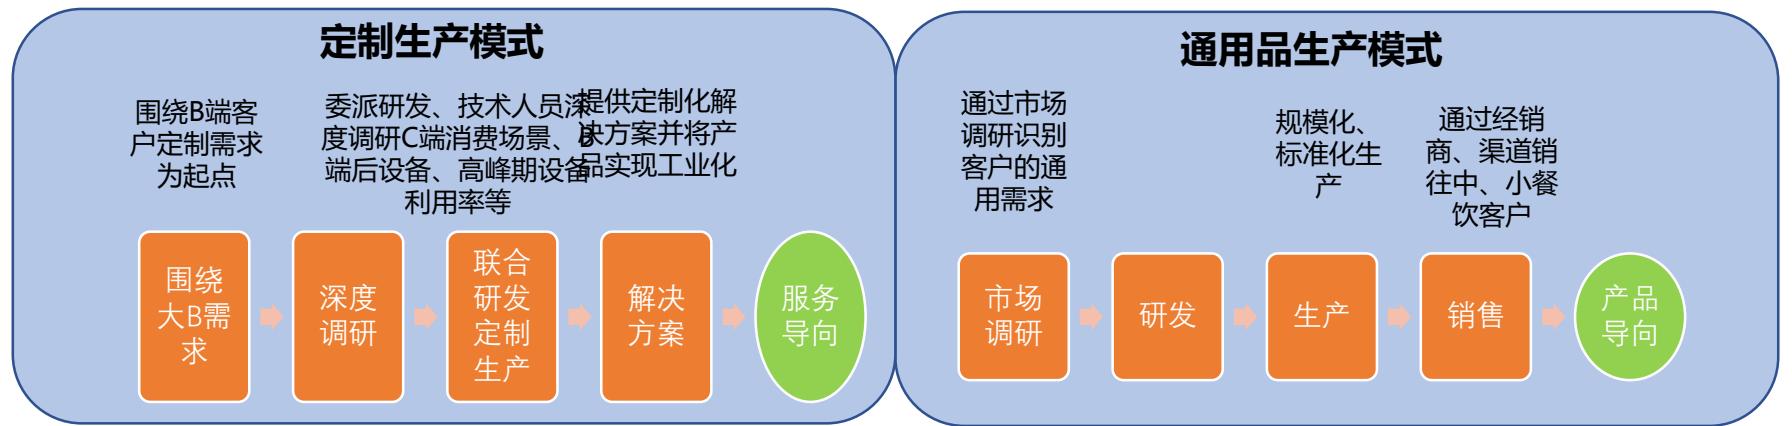 定制生产模式
围绕B端客
户定制需求
为起点
委派研发、技术人员深
度调研C端消费场景、B
端后设备、高峰期设备
利用率等
提供定制化解
决方案并将产
品实现工业化
围绕
大B需
求
深度
调研
联合
研发
定制
生产
解决
方案
服务
导向
通用品生产模式
通过市场
调研识别
客户的通
用需求
规模化、
标准化生
产
通过经销
商、渠道销
往中、小餐
饮客户
市场
调研
研发
生产
销售
产品
导向